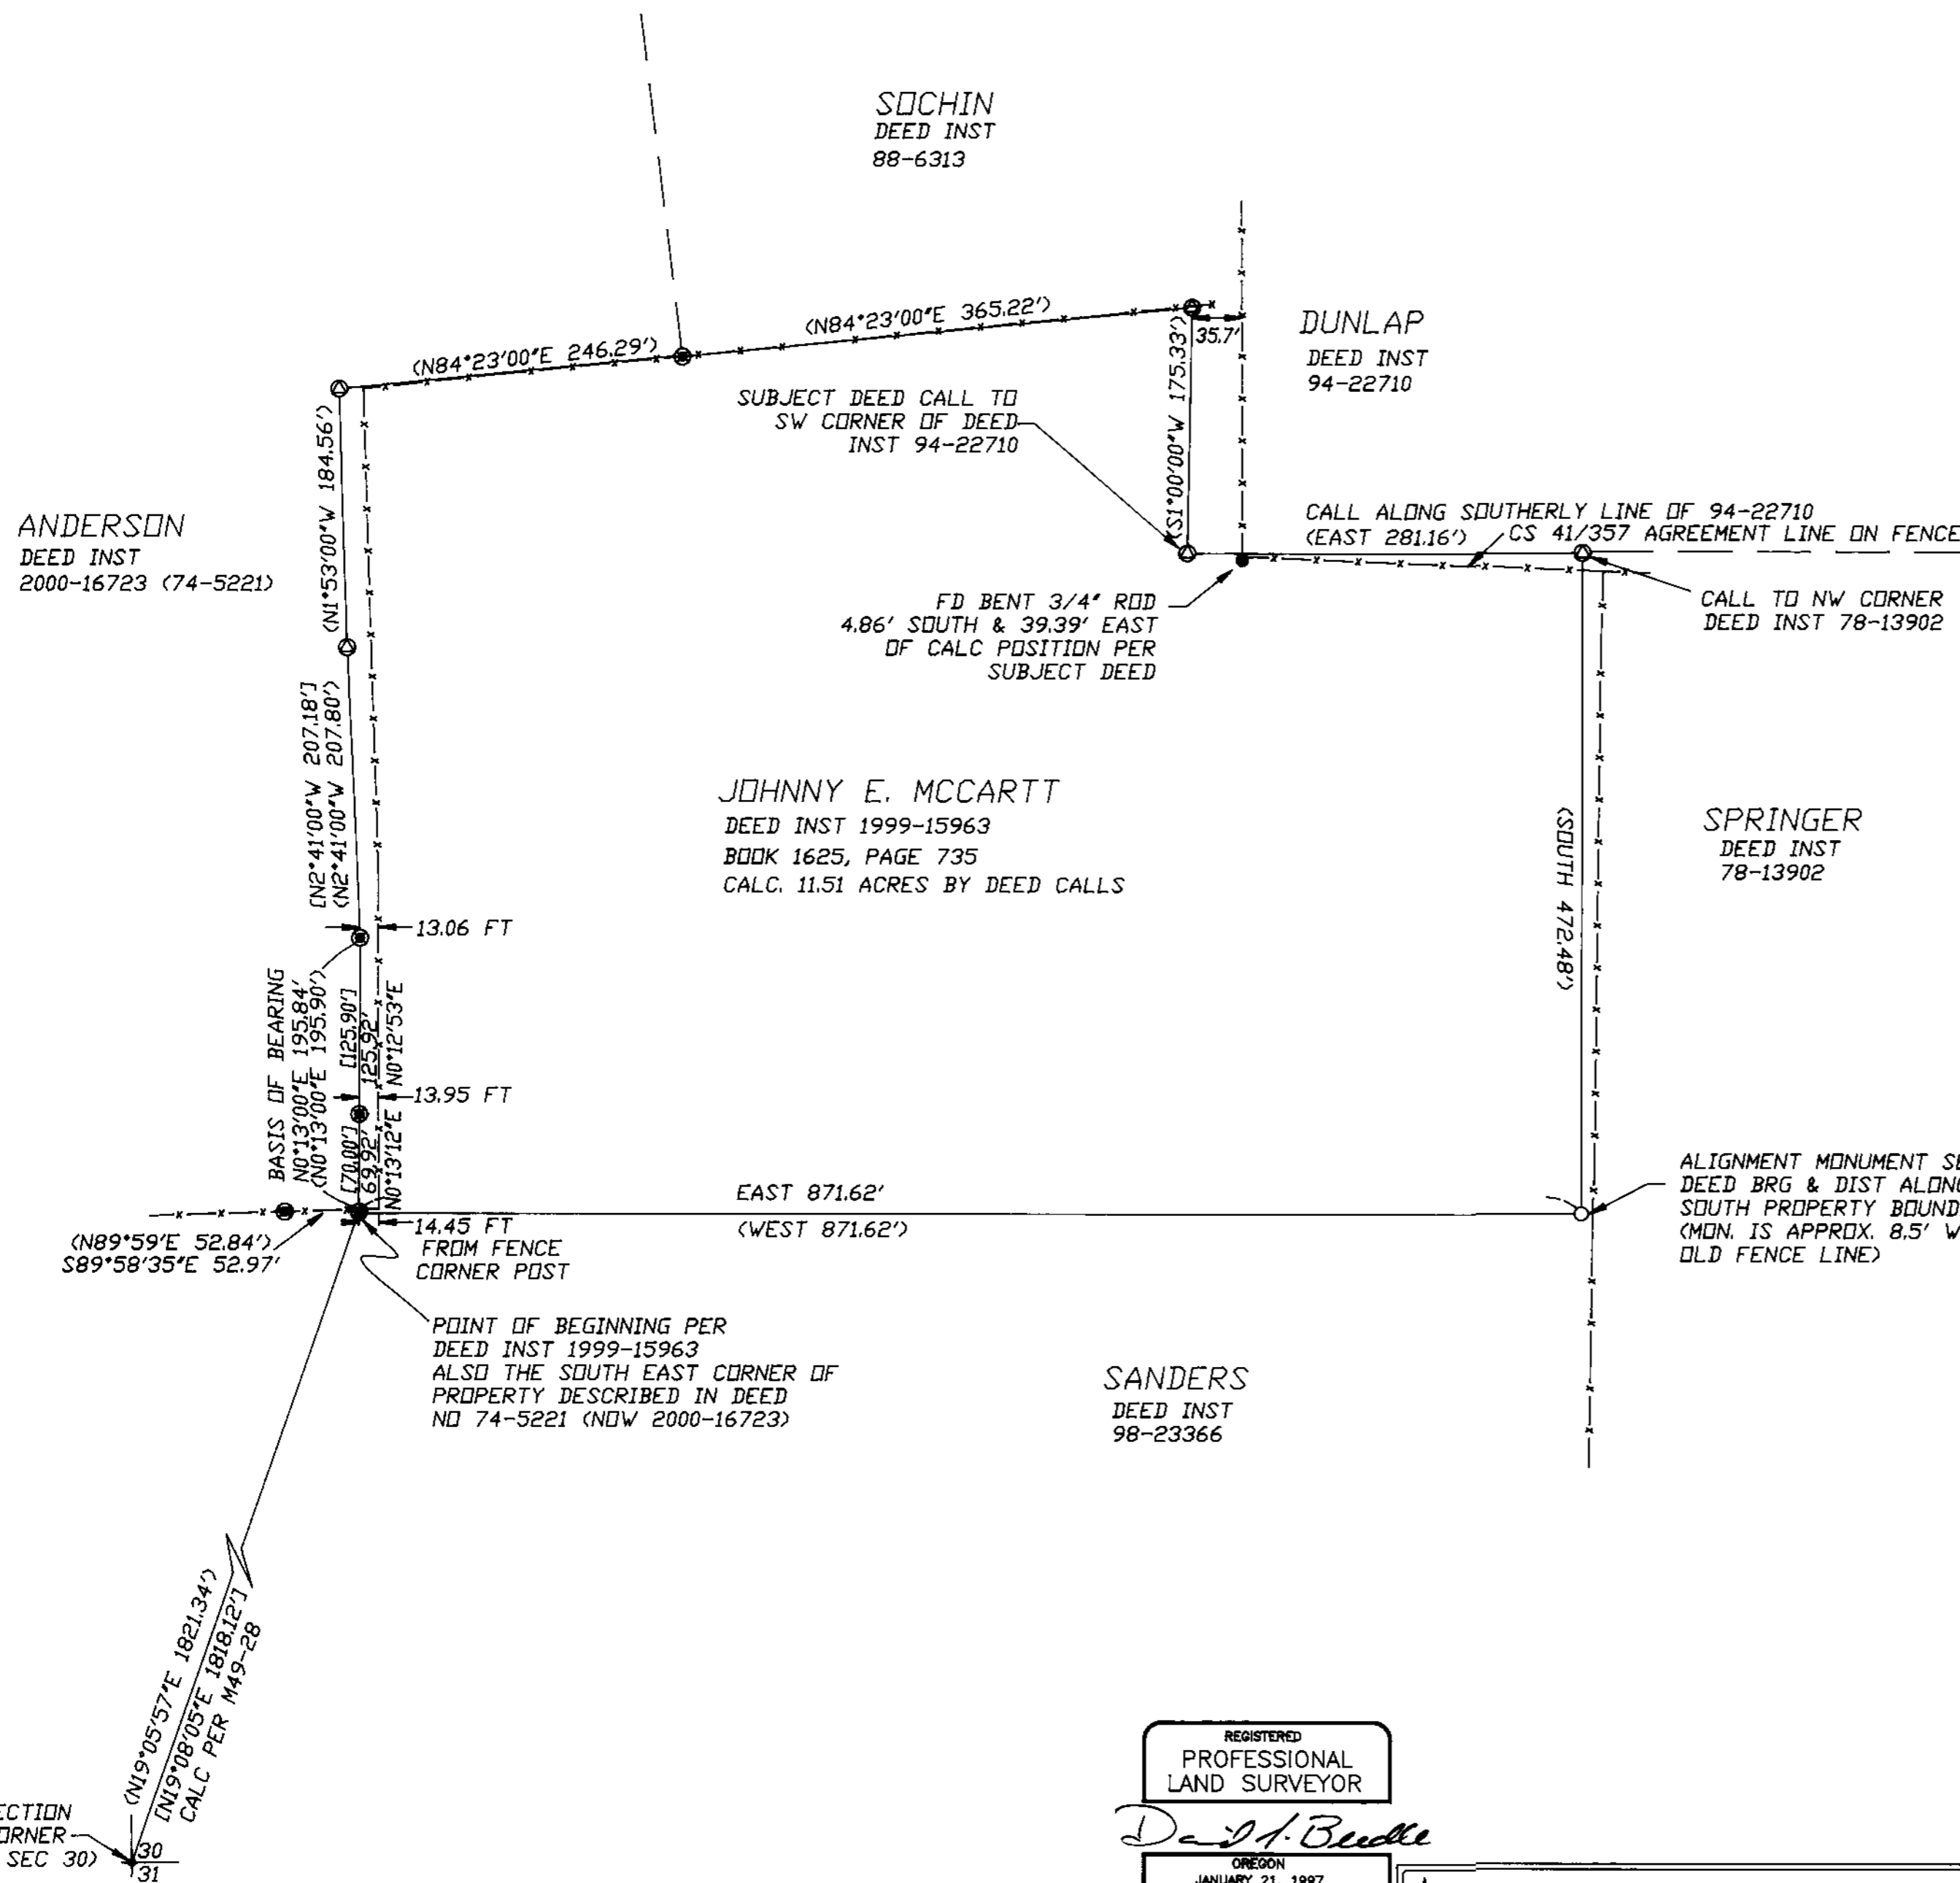 SOCHIN
DEED INST
88-6313
(N84°23'00"E 246.29')
(N84°23'00"E 365.22')
35.7'
(S1°00'00"W 175.33')
DUNLAP
DEED INST
94-22710
SUBJECT DEED CALL TO
SW CORNER OF DEED
INST 94-22710
ANDERSON
DEED INST
2000-16723 (74-5221)
(N1°53'00"W 184.56')
CALL ALONG SOUTHERLY LINE OF 94-22710
(EAST 281.16')
CS 41/357 AGREEMENT LINE ON FENCE
FD BENT 3/4" ROD
4.86' SOUTH & 39.39' EAST
OF CALC POSITION PER
SUBJECT DEED
CALL TO NW CORNER
DEED INST 78-13902
[N2°41'00"W 207.18']
(N2°41'00"W 207.80')
JOHNNY E. MCCARTT
DEED INST 1999-15963
BOOK 1625, PAGE 735
CALC. 11.51 ACRES BY DEED CALLS
(SOUTH 472.48')
SPRINGER
DEED INST
78-13902
13.06 FT
BASIS OF BEARING
N0°13'00"E 195.84'
(N0°13'00"E 195.90')
[125.90']
125.92'
N0°12'53"E
13.95 FT
[70.00']
69.92'
N0°13'12"E
EAST 871.62'
(WEST 871.62')
14.45 FT
FROM FENCE
CORNER POST
(N89°59'E 52.84')
S89°58'35"E 52.97'
ALIGNMENT MONUMENT SE
DEED BRG & DIST ALONG
SOUTH PROPERTY BOUND
(MON. IS APPROX. 8.5' W
OLD FENCE LINE)
POINT OF BEGINNING PER
DEED INST 1999-15963
ALSO THE SOUTH EAST CORNER OF
PROPERTY DESCRIBED IN DEED
NO 74-5221 (NOW 2000-16723)
SANDERS
DEED INST
98-23366
(N19°05'57"E 1821.34')
[N19°08'05"E 1818.12']
CALC PER M49-28
ECTION
ORNER
SEC 30)
30
31
REGISTERED
PROFESSIONAL
LAND SURVEYOR
OREGON
JANUARY 21, 1997